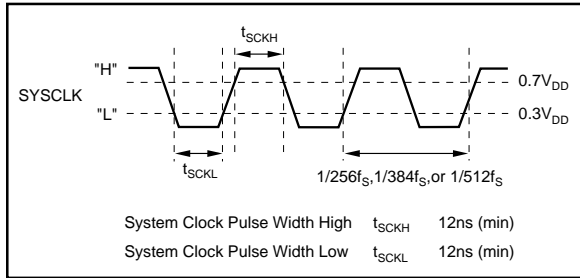 tSCKH
"H"
0.7VDD
SYSCLK
"L"
0.3VDD
tSCKL
1/256fS,1/384fS,or 1/512fS
System Clock Pulse Width High tSCKH 12ns (min)
System Clock Pulse Width Low tSCKL 12ns (min)